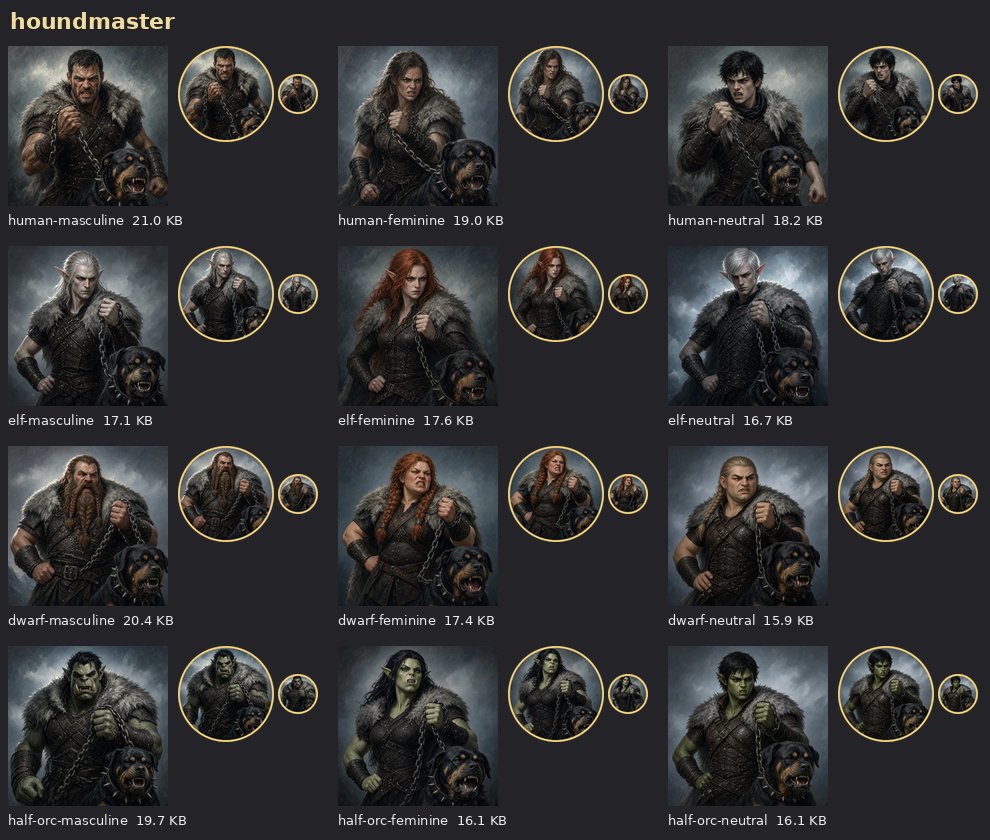 houndmaster
human-masculine 21.0 KB
human-feminine 19.0 KB
human-neutral 18.2 KB
elf-masculine 17.1 KB
elf-feminine 17.6 KB
elf-neutral 16.7 KB
dwarf-masculine 20.4 KB
dwarf-feminine 17.4 KB
dwarf-neutral 15.9 KB
half-orc-masculine 19.7 KB
half-orc-feminine 16.1 KB
half-orc-neutral 16.1 KB